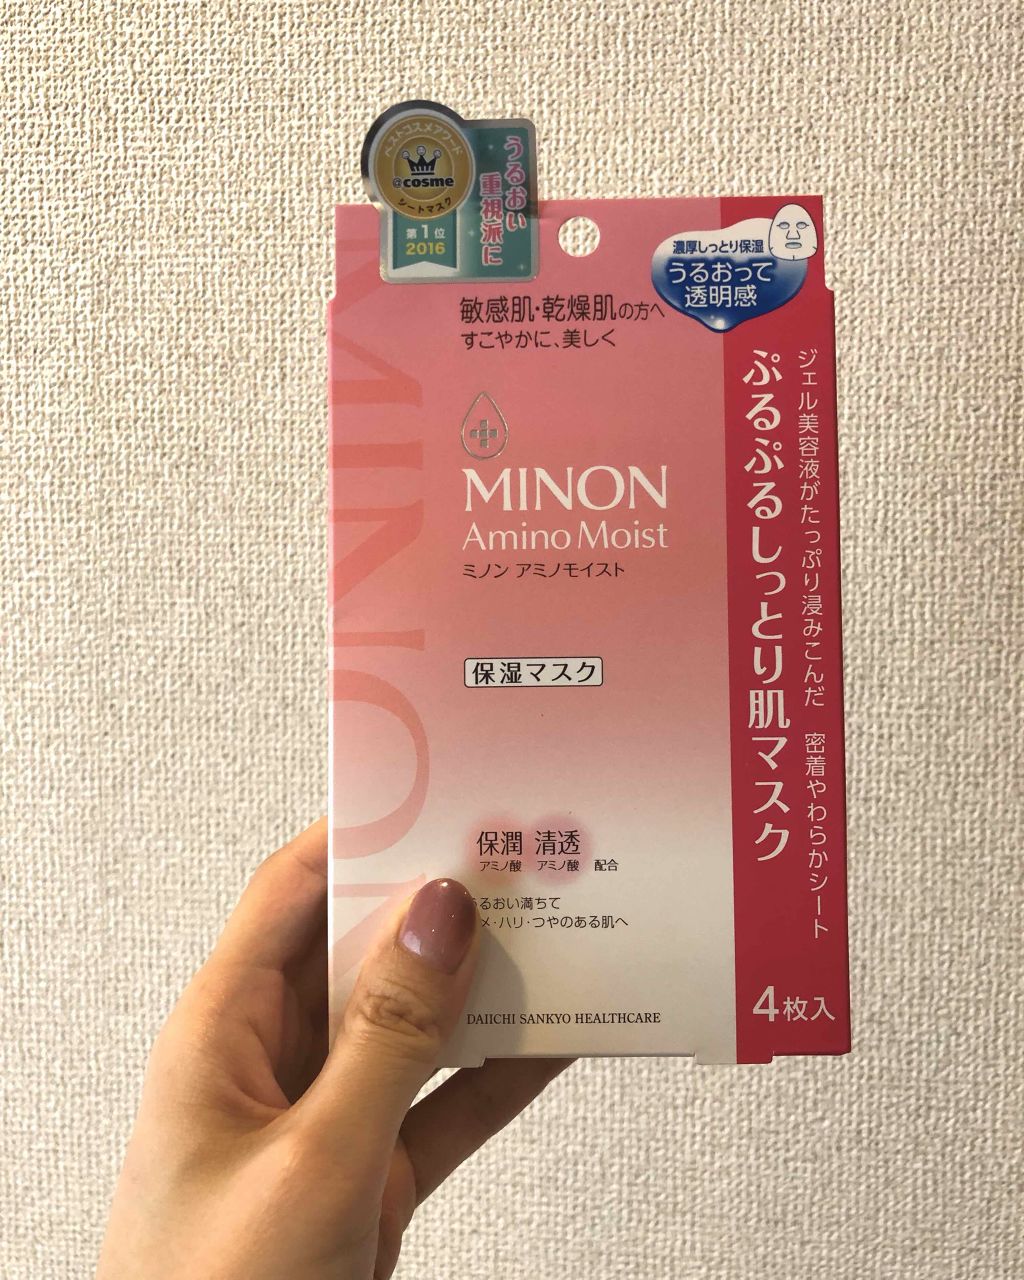 ベストコスメアワード
@cosme
シートマスク
第1位
2016
うるおい
重視派に
濃厚しっとり保湿
うるおって
透明感
敏感肌・乾燥肌の方へ
すこやかに、美しく
MINON
Amino Moist
ミノン アミノモイスト
保湿マスク
保潤 清透
アミノ酸 アミノ酸 配合
るおい満ちて
メ・ハリ・つやのある肌へ
DAIICHI SANKYO HEALTHCARE
ジェル美容液がたっぷり浸みこんだ 密着やわらかシート
ぷるぷるしっとり肌マスク
4枚入
MINON